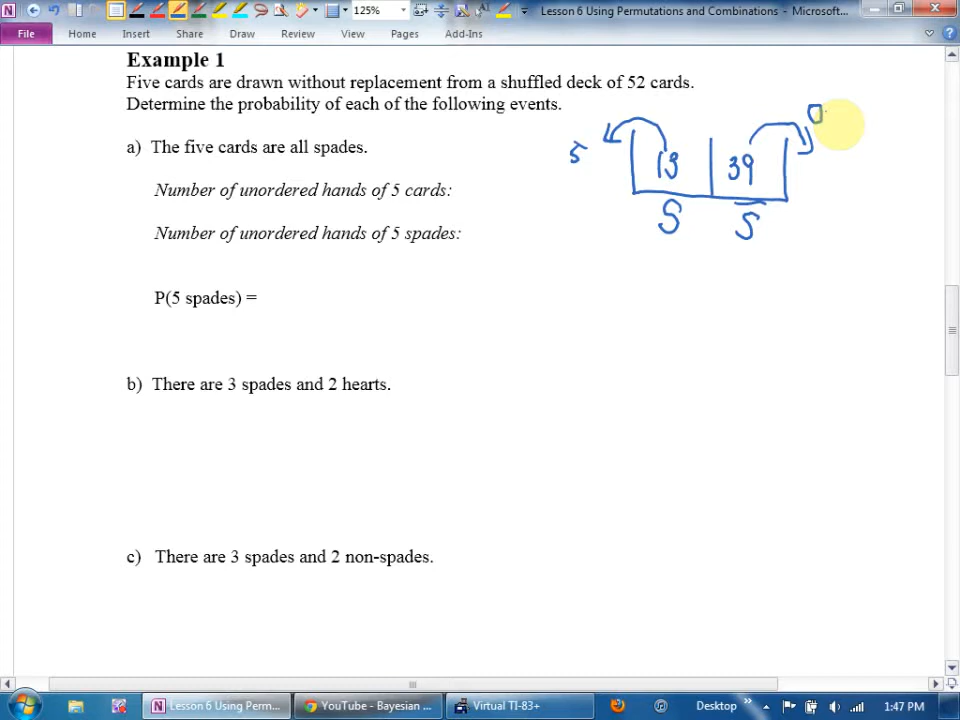 125%
Lesson 6 Using Permutations and Combinations - Microsoft...
File Home Insert Share Draw Review View Pages Add-Ins
Example 1
Five cards are drawn without replacement from a shuffled deck of 52 cards.
Determine the probability of each of the following events.
a) The five cards are all spades.
5 13 39 0
S S
Number of unordered hands of 5 cards:
Number of unordered hands of 5 spades:
P(5 spades) =
b) There are 3 spades and 2 hearts.
c) There are 3 spades and 2 non-spades.
Lesson 6 Using Perm... YouTube - Bayesian ... Virtual TI-83+ Desktop 1:47 PM